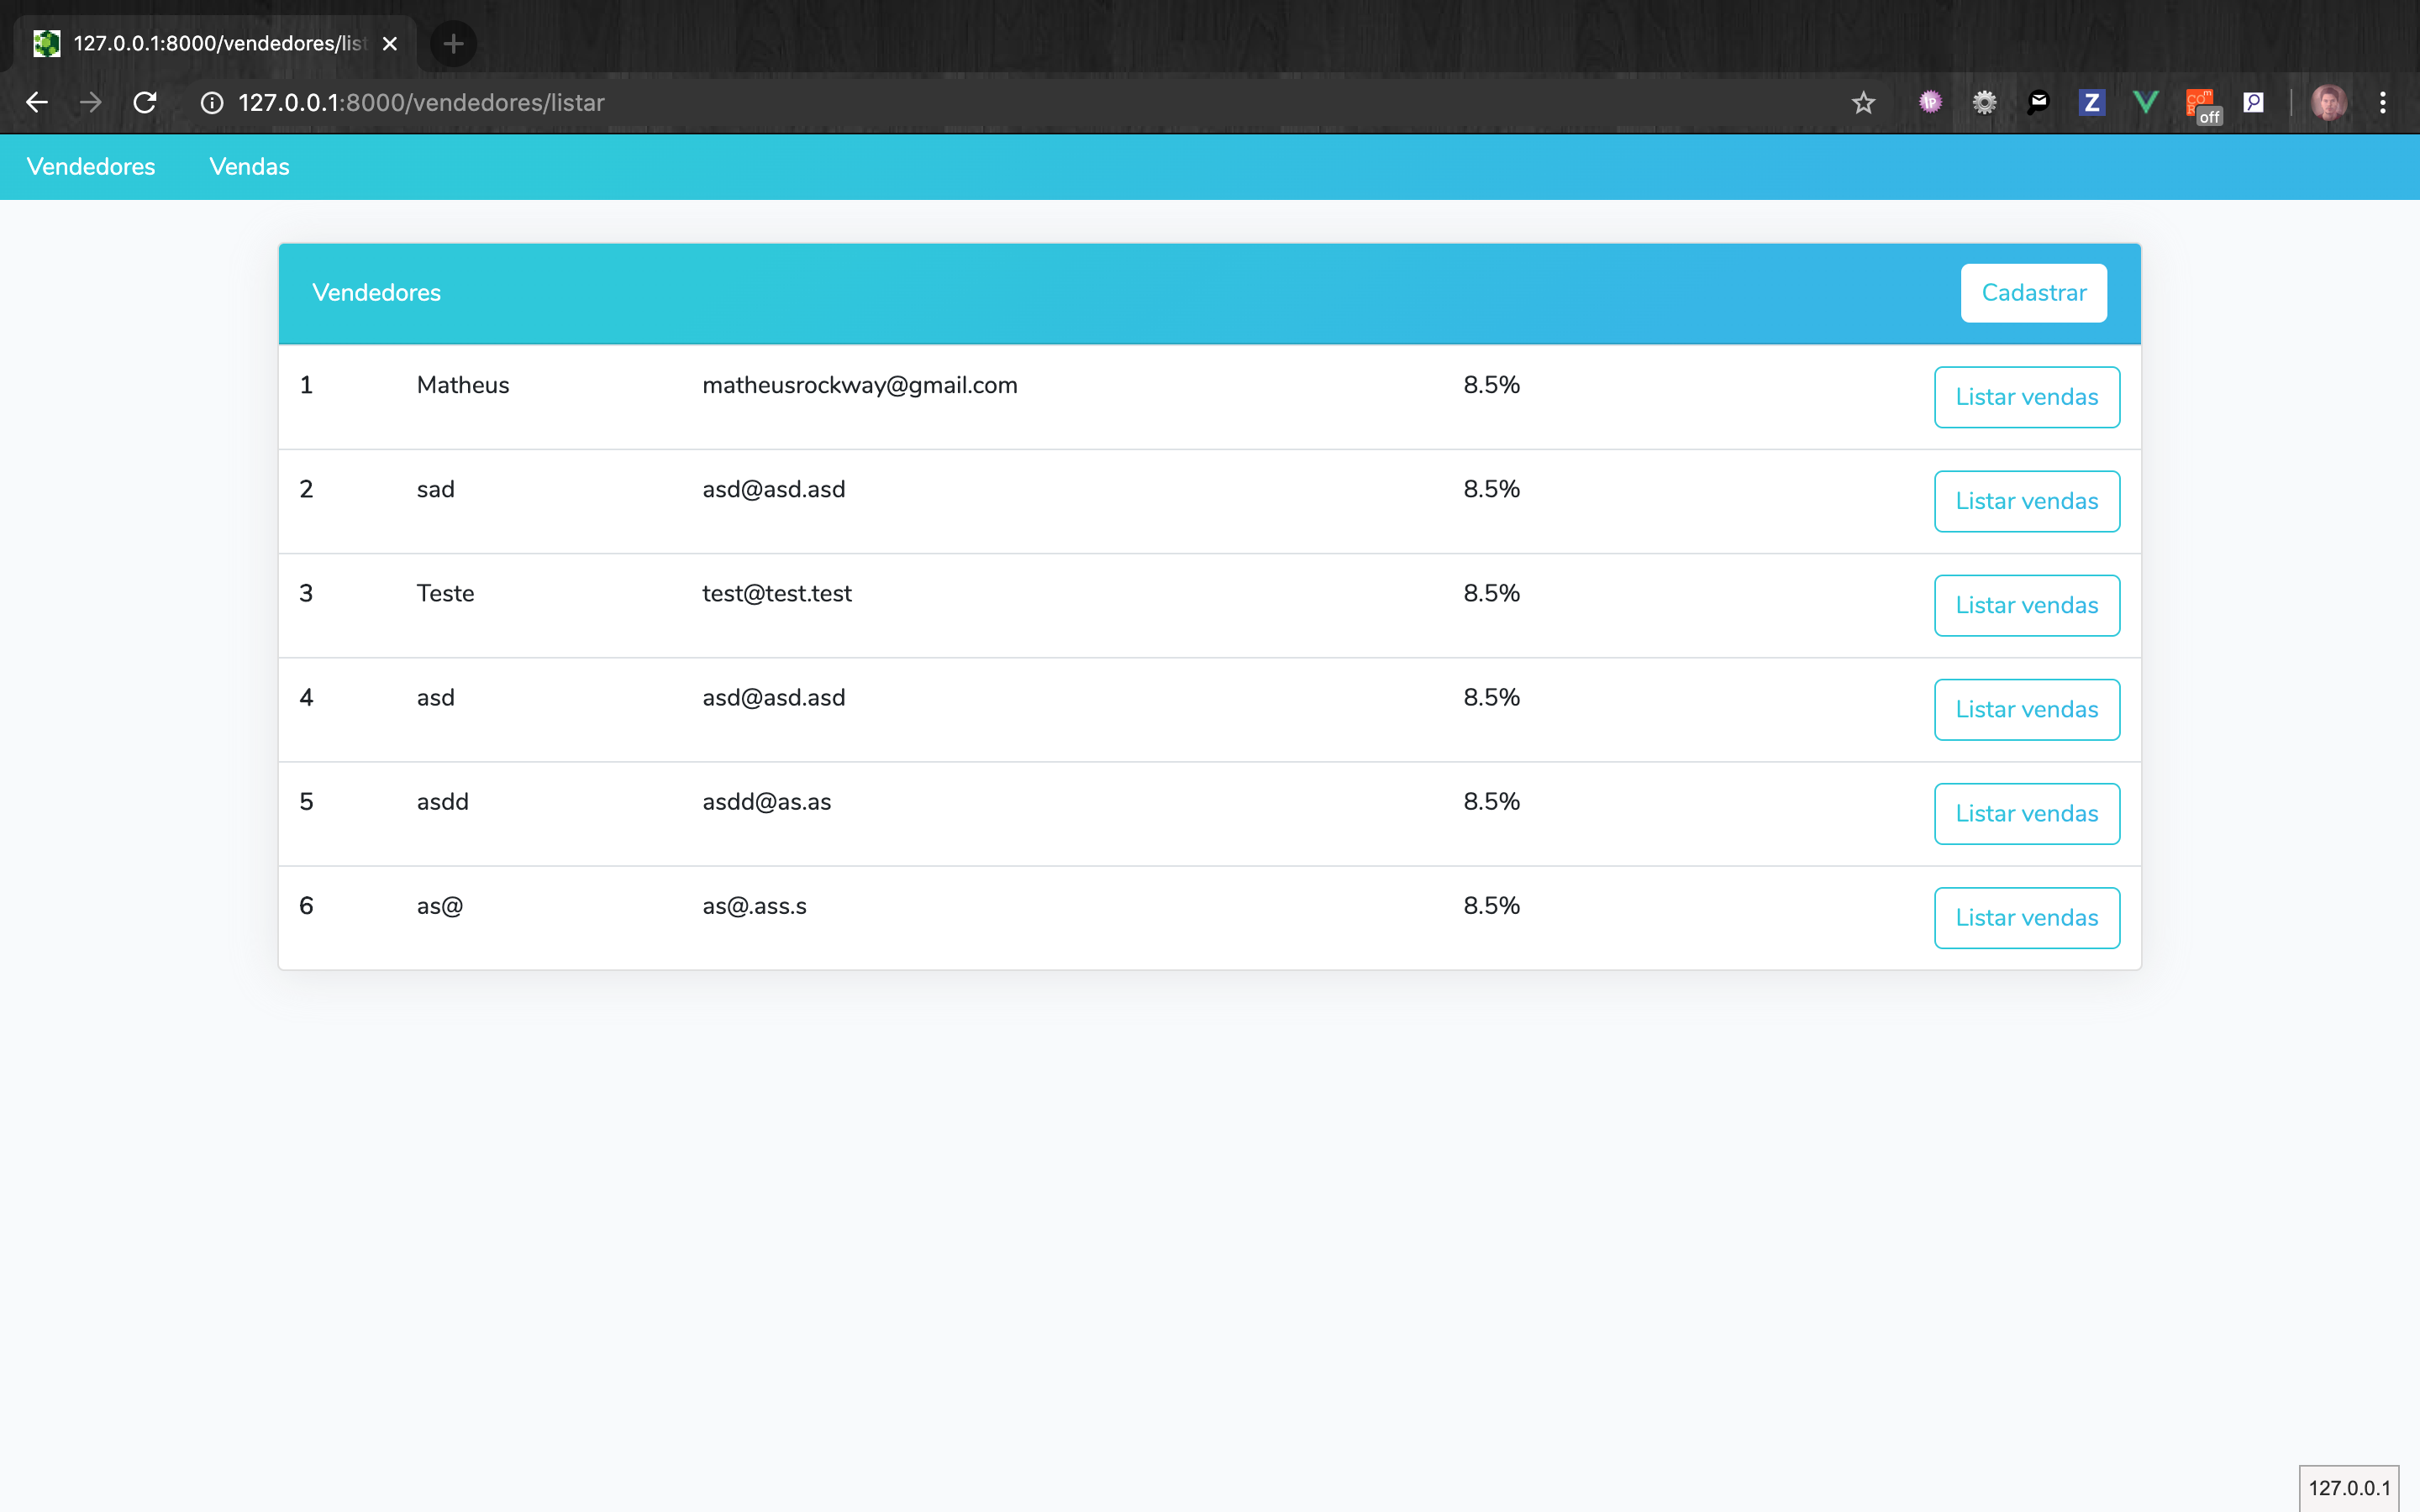 127.0.0.1:8000/vendedores/list
127.0.0.1:8000/vendedores/listar
IP
Z
off
Vendedores Vendas
Vendedores Cadastrar
1 Matheus matheusrockway@gmail.com 8.5% Listar vendas
2 sad asd@asd.asd 8.5% Listar vendas
3 Teste test@test.test 8.5% Listar vendas
4 asd asd@asd.asd 8.5% Listar vendas
5 asdd asdd@as.as 8.5% Listar vendas
6 as@ as@.ass.s 8.5% Listar vendas
127.0.0.1